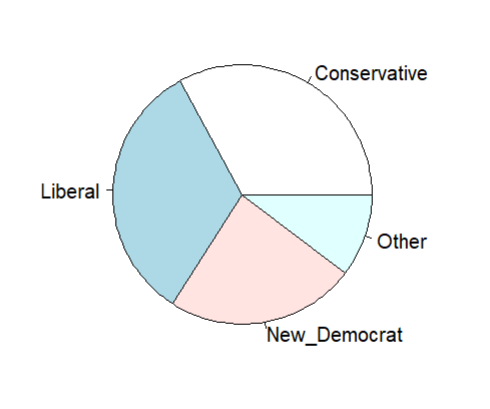 Conservative
Liberal
Other
New_Democrat